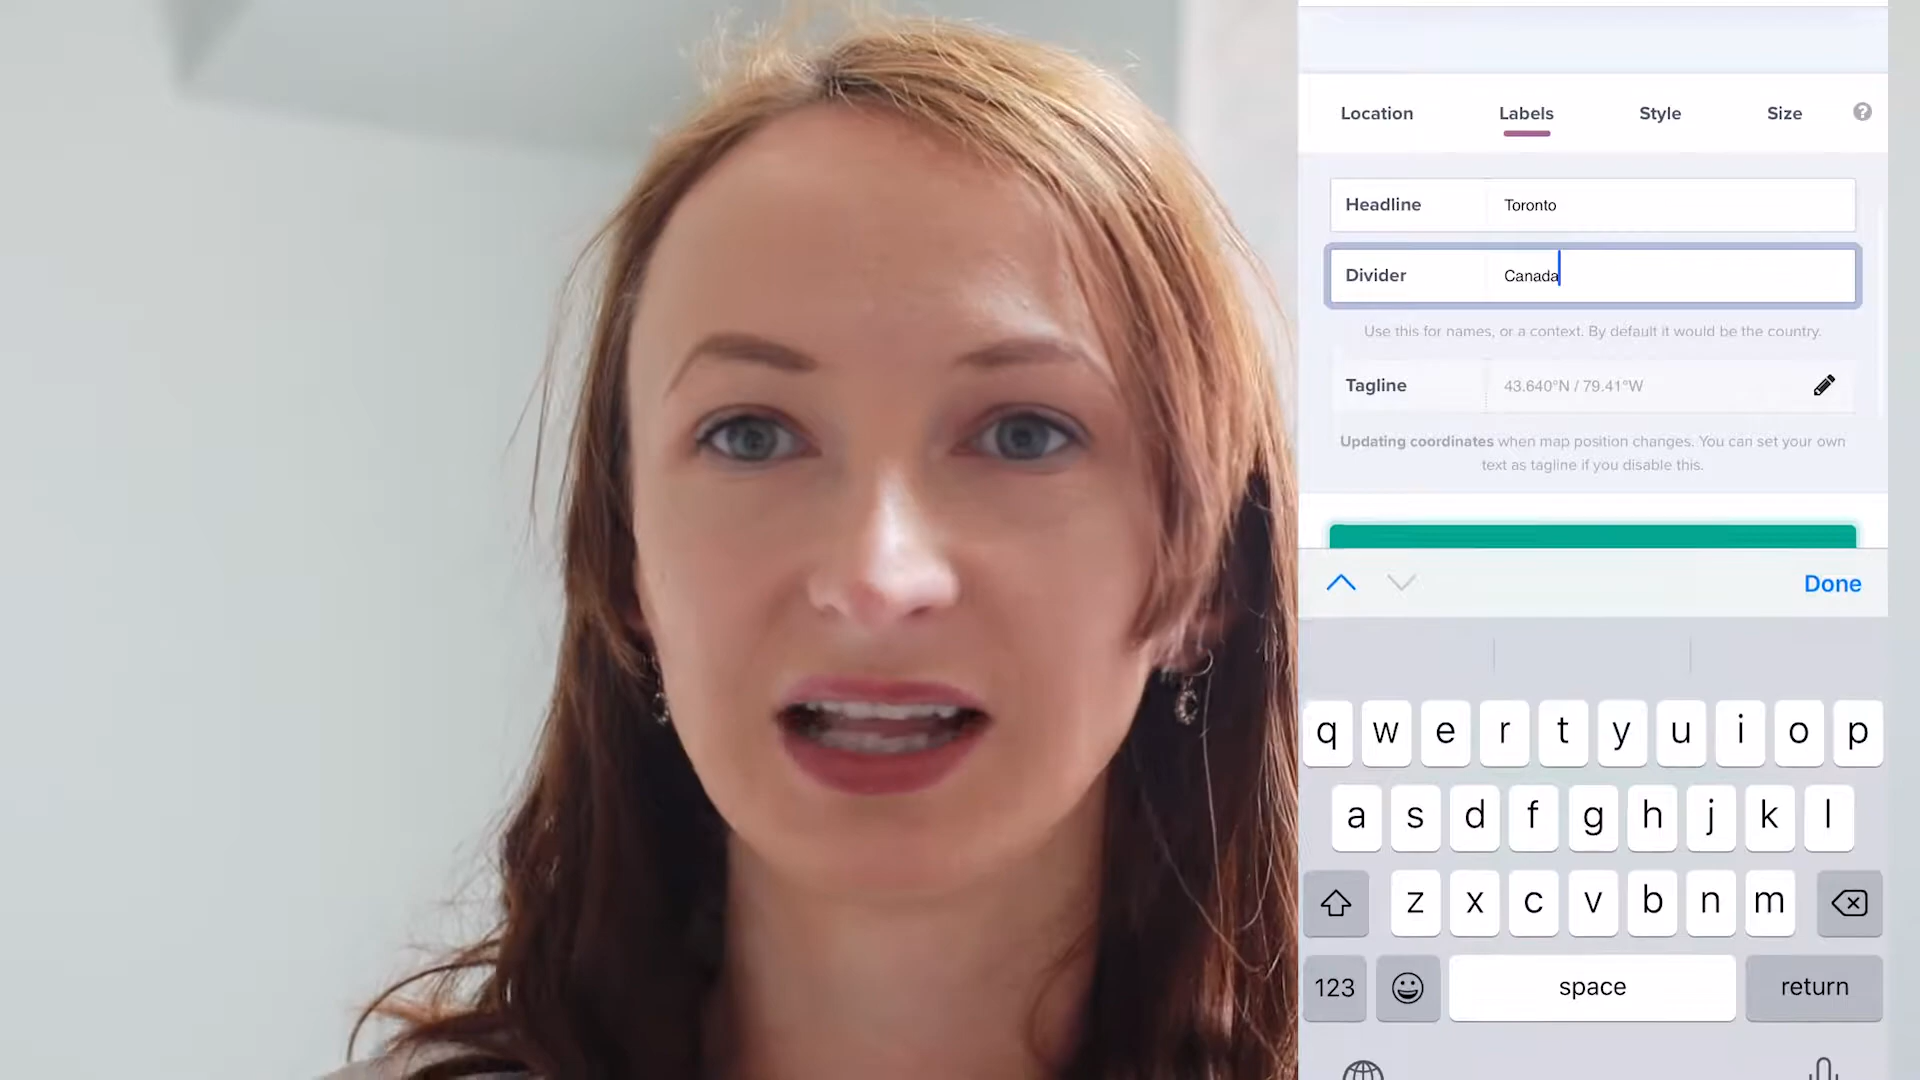 Location Labels Style Size ?
Headline Toronto
Divider Canada
Use this for names, or a context. By default it would be the country.
Tagline 43.640°N / 79.41°W
Updating coordinates when map position changes. You can set your own
text as tagline if you disable this.
Done
q w e r t y u i o p
a s d f g h j k l
z x c v b n m
123 space return